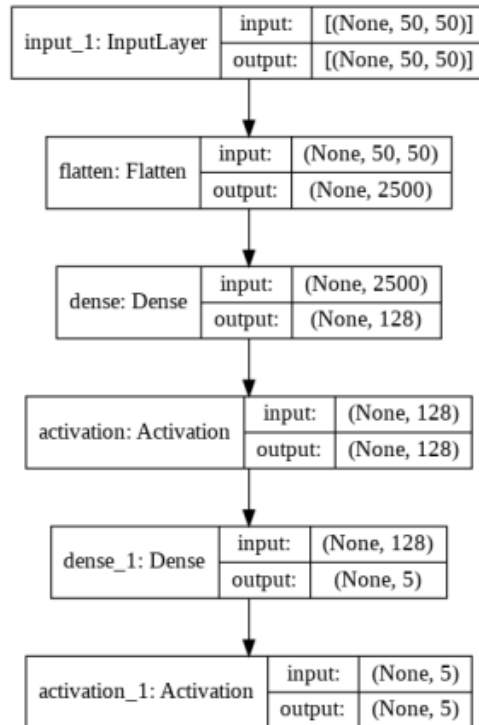 input_1: InputLayer
input: [(None, 50, 50)]
output: [(None, 50, 50)]
flatten: Flatten
input: (None, 50, 50)
output: (None, 2500)
dense: Dense
input: (None, 2500)
output: (None, 128)
activation: Activation
input: (None, 128)
output: (None, 128)
dense_1: Dense
input: (None, 128)
output: (None, 5)
activation_1: Activation
input: (None, 5)
output: (None, 5)